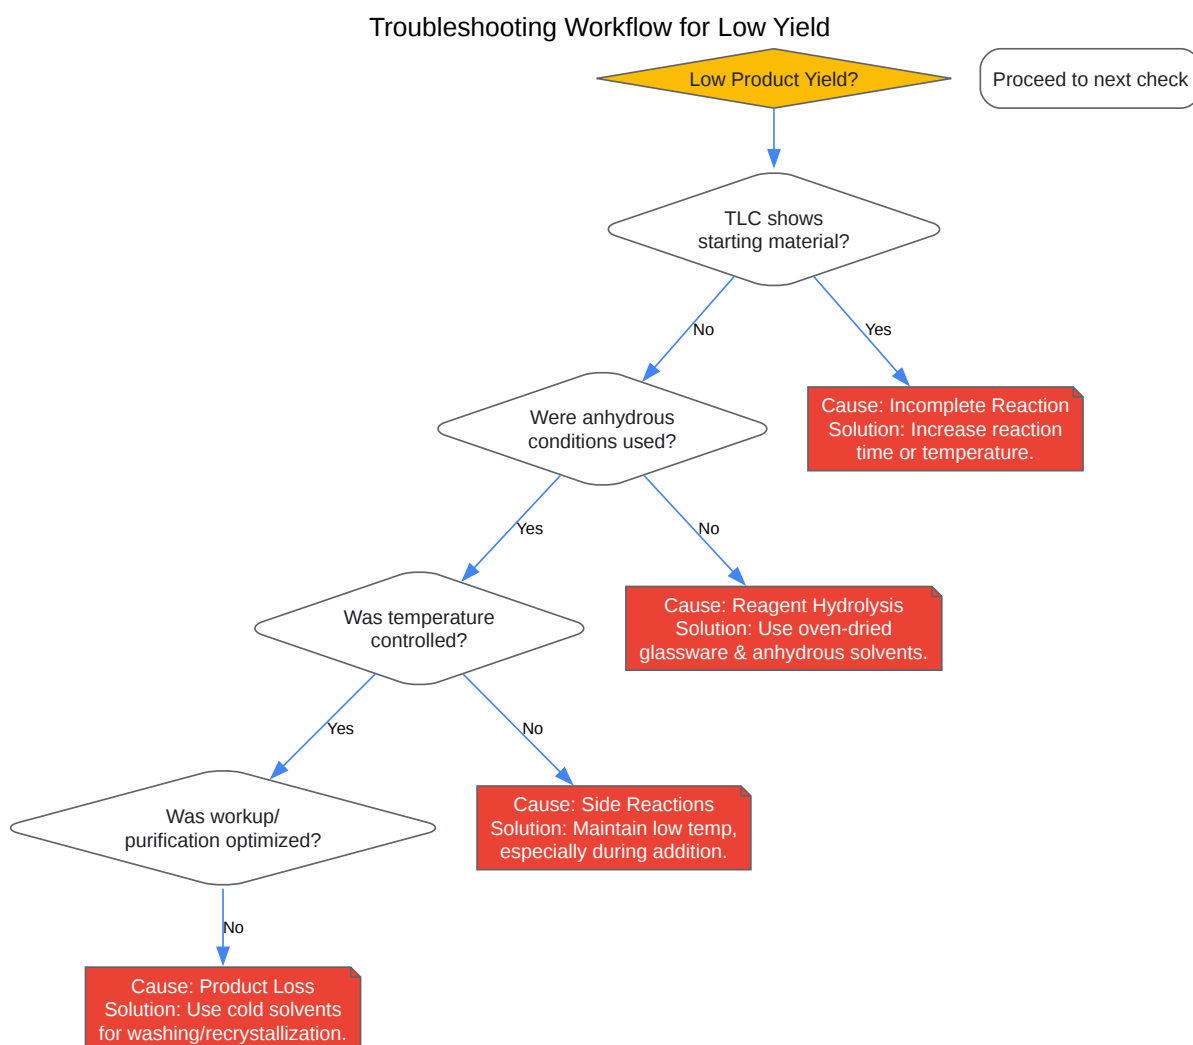 Troubleshooting Workflow for Low Yield
Low Product Yield?
Proceed to next check
TLC shows
starting material?
No
Yes
Were anhydrous
conditions used?
Cause: Incomplete Reaction
Solution: Increase reaction
time or temperature.
Yes
No
Was temperature
controlled?
Cause: Reagent Hydrolysis
Solution: Use oven-dried
glassware & anhydrous solvents.
Yes
No
Was workup/
purification optimized?
Cause: Side Reactions
Solution: Maintain low temp,
especially during addition.
No
Cause: Product Loss
Solution: Use cold solvents
for washing/recrystallization.